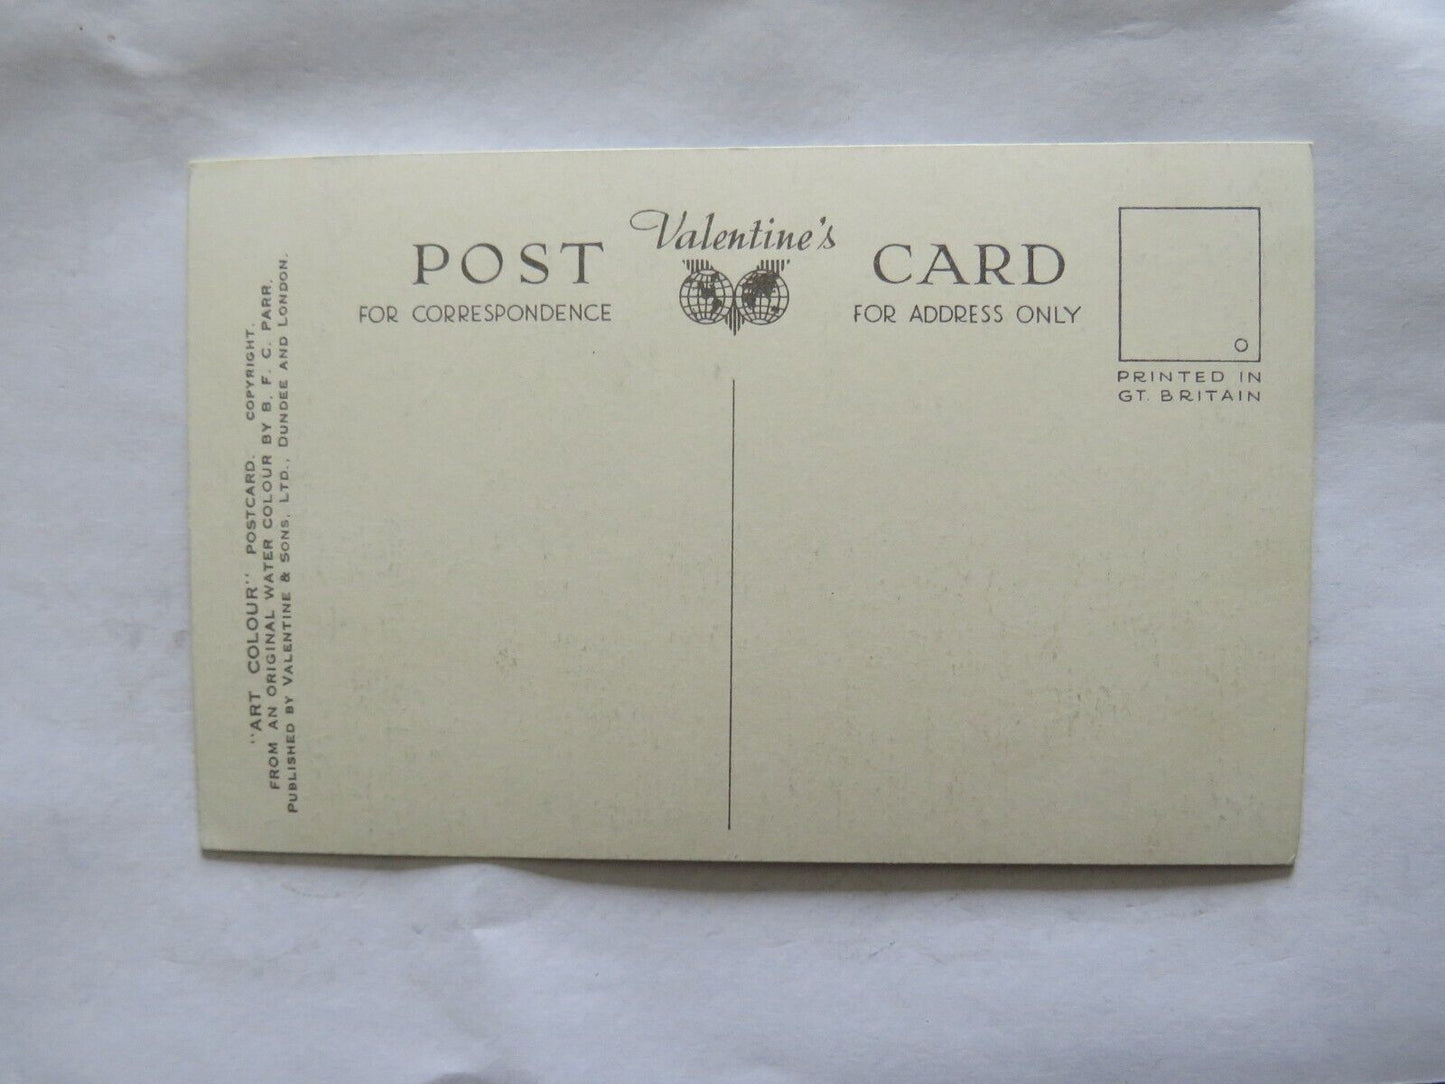 Valentine's
POST CARD
FOR CORRESPONDENCE
FOR ADDRESS ONLY
PRINTED IN
GT. BRITAIN
"ART COLOUR" POSTCARD. COPYRIGHT.
FROM AN ORIGINAL WATER COLOUR BY B. F. C. PARR.
PUBLISHED BY VALENTINE & SONS, LTD., DUNDEE AND LONDON.